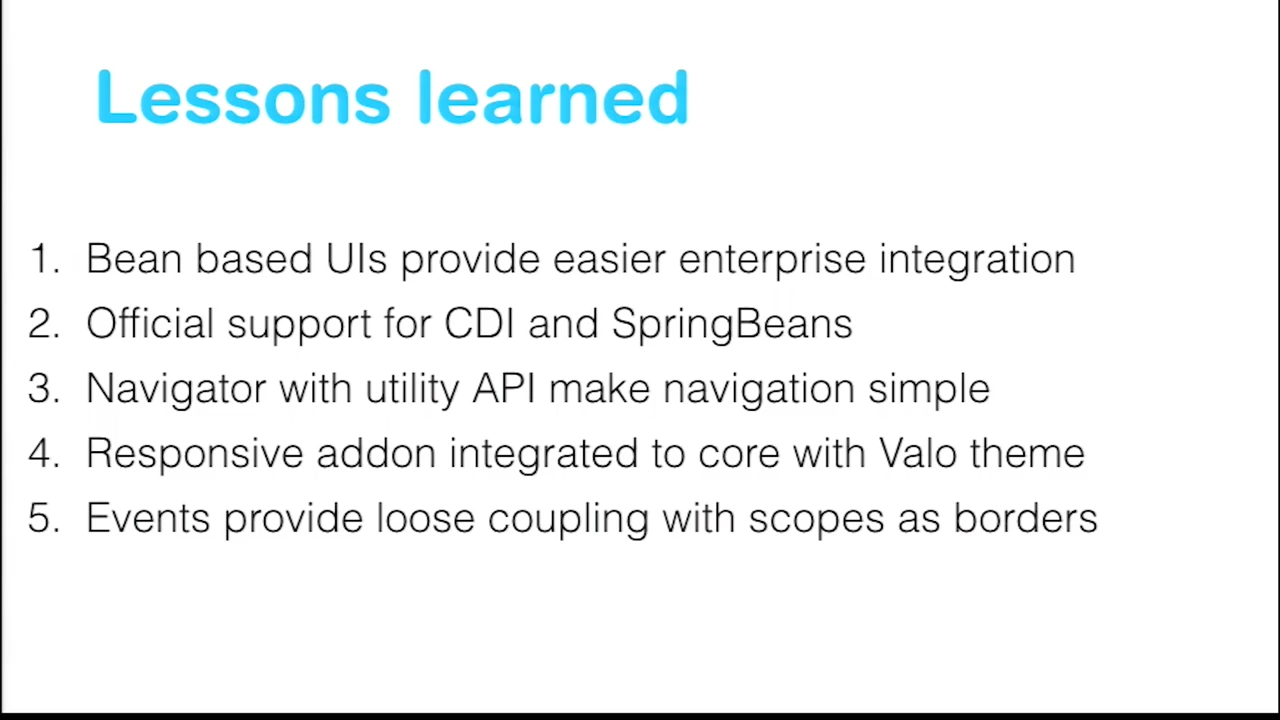 Lessons learned
1. Bean based UIs provide easier enterprise integration
2. Official support for CDI and SpringBeans
3. Navigator with utility API make navigation simple
4. Responsive addon integrated to core with Valo theme
5. Events provide loose coupling with scopes as borders